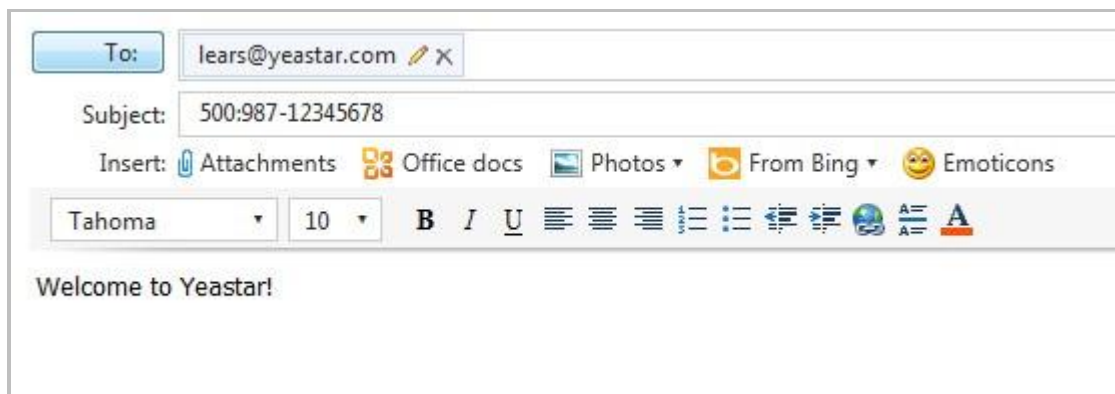 To: lears@yeastar.com
Subject: 500:987-12345678
Insert: Attachments Office docs Photos From Bing Emoticons
Tahoma 10 B I U A
Welcome to Yeastar!